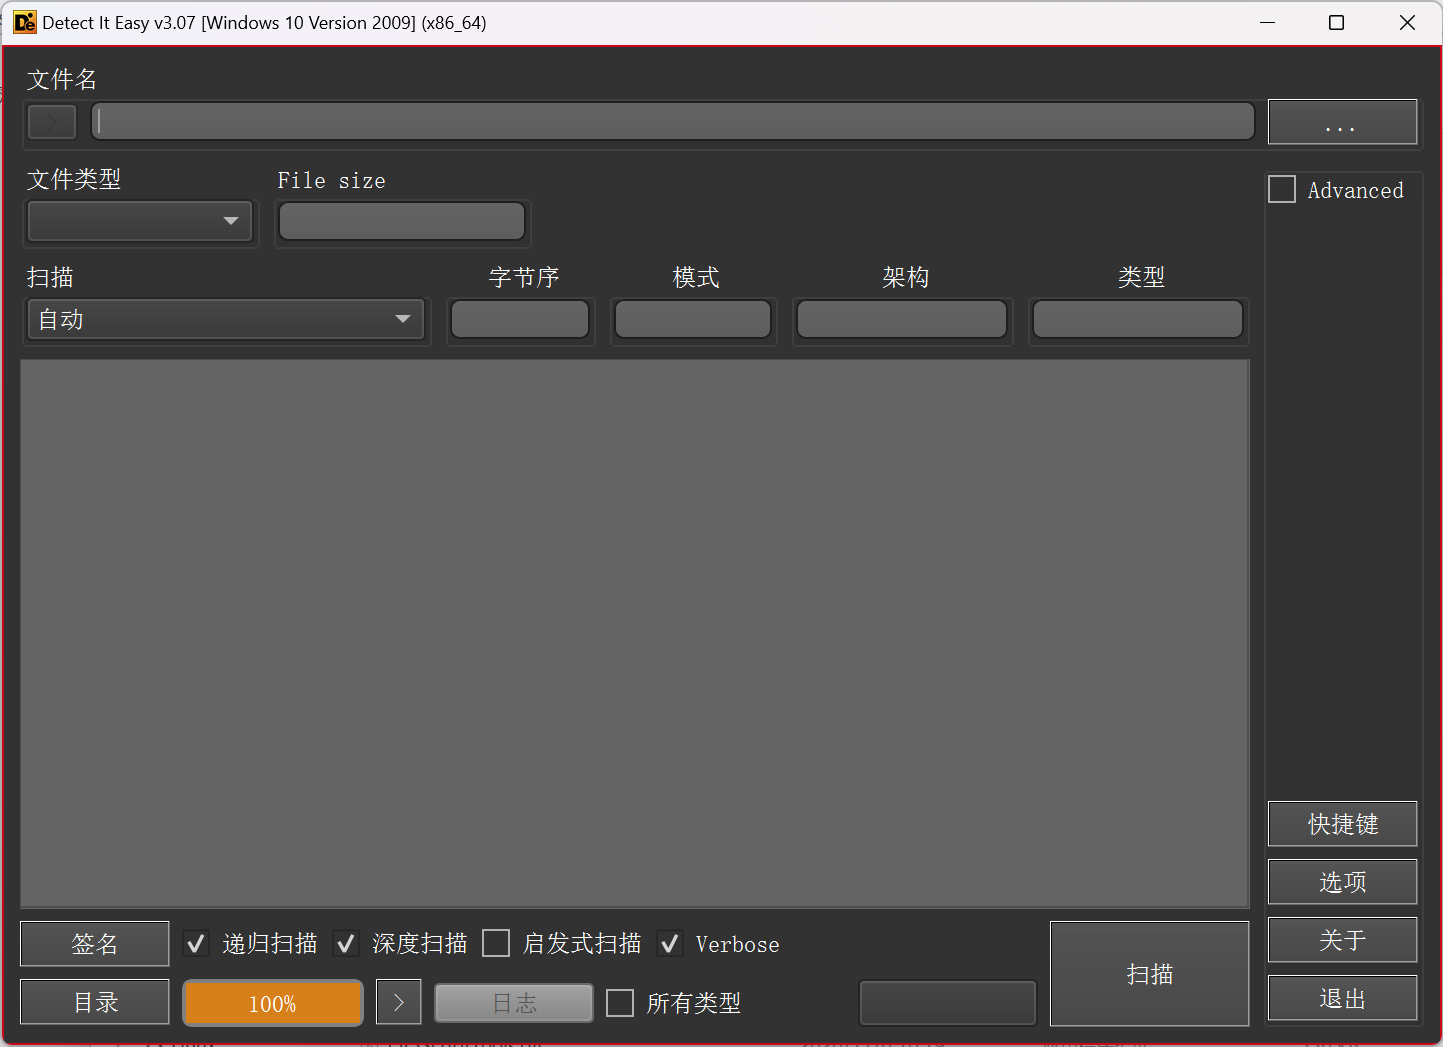 Detect It Easy v3.07 [Windows 10 Version 2009] (x86_64)
文件名
...
文件类型
File size
Advanced
扫描
字节序
模式
架构
类型
自动
快捷键
选项
签名
递归扫描
深度扫描
启发式扫描
Verbose
扫描
关于
目录
100%
日志
所有类型
退出